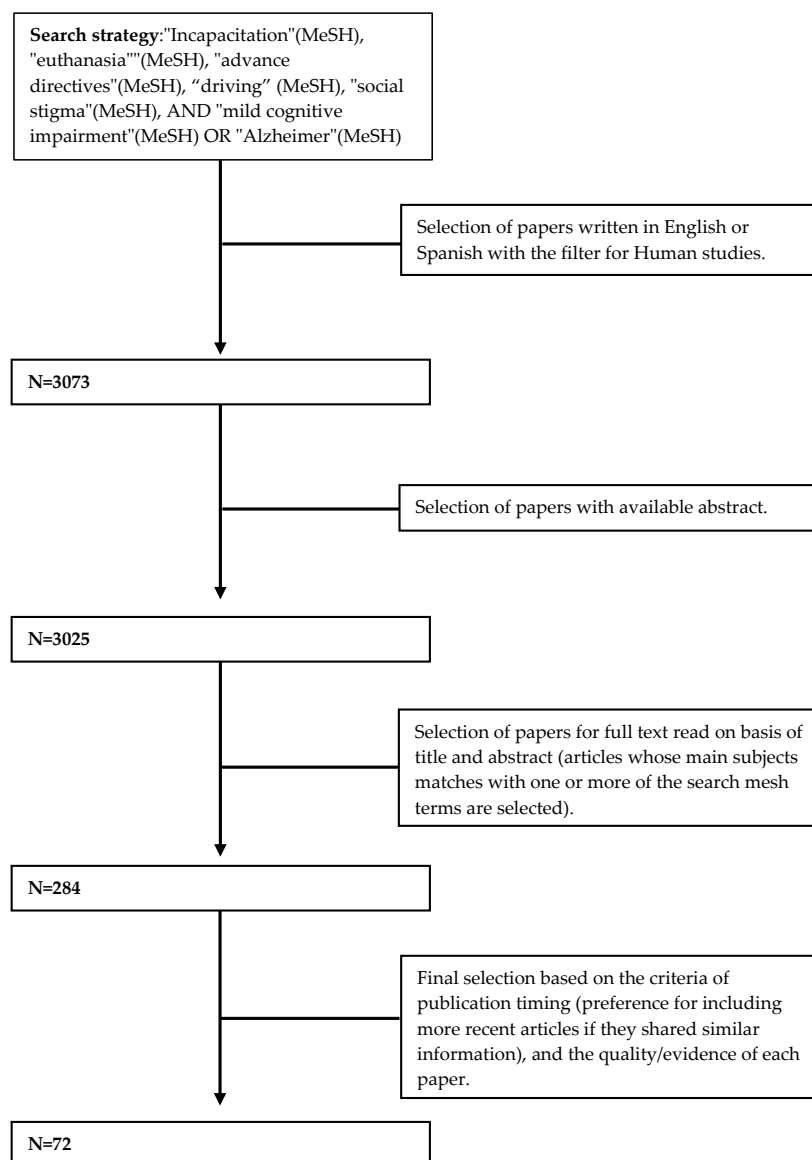 Search strategy:"Incapacitation"(MeSH),
"euthanasia""(MeSH), "advance
directives"(MeSH), “driving” (MeSH), "social
stigma"(MeSH), AND "mild cognitive
impairment"(MeSH) OR "Alzheimer"(MeSH)
Selection of papers written in English or
Spanish with the filter for Human studies.
N=3073
Selection of papers with available abstract.
N=3025
Selection of papers for full text read on basis of
title and abstract (articles whose main subjects
matches with one or more of the search mesh
terms are selected).
N=284
Final selection based on the criteria of
publication timing (preference for including
more recent articles if they shared similar
information), and the quality/evidence of each
paper.
N=72